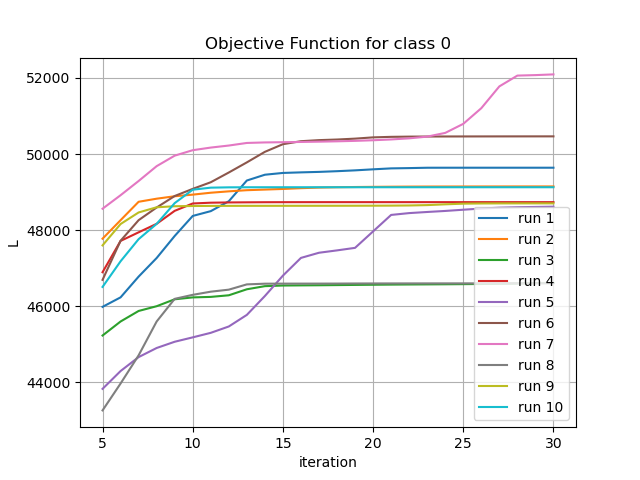 Objective Function for class 0
52000
50000
48000
46000
44000
L
5
10
15
20
25
30
iteration
run 1
run 2
run 3
run 4
run 5
run 6
run 7
run 8
run 9
run 10